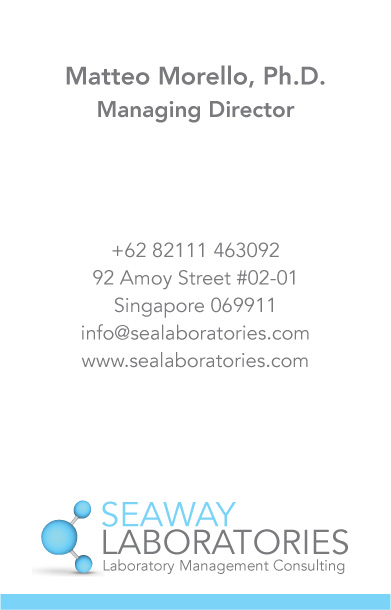 Matteo Morello, Ph.D.
Managing Director
+62 82111 463092
92 Amoy Street #02-01
Singapore 069911
info@sealaboratories.com
www.sealaboratories.com
SEAWAY
LABORATORIES
Laboratory Management Consulting